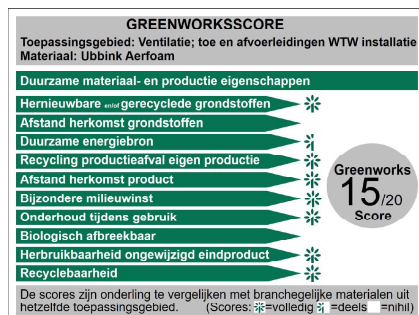 GREENWORKSSCORE
Toepassingsgebied: Ventilatie; toe en afvoerleidingen WTW installatie
Materiaal: Ubbink Aerfoam
Duurzame materiaal- en productie eigenschappen
Hernieuwbare en/of gerecyclede grondstoffen
Afstand herkomst grondstoffen
Duurzame energiebron
Recycling productieafval eigen productie
Afstand herkomst product
Bijzondere milieuwinst
Onderhoud tijdens gebruik
Biologisch afbreekbaar
Herbruikbaarheid ongewijzigd eindproduct
Recyclebaarheid
Greenworks
15/20
Score
De scores zijn onderling te vergelijken met branchegelijke materialen uit
hetzelfde toepassingsgebied. (Scores: =volledig =deels =nihil)